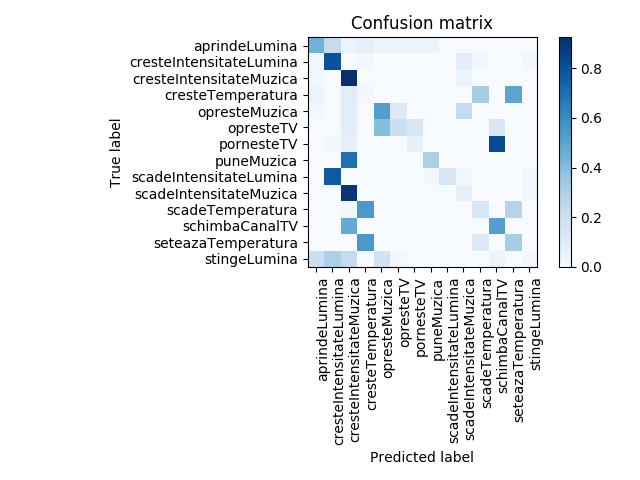 Confusion matrix
True label
aprindeLumina
cresteIntensitateLumina
cresteIntensitateMuzica
cresteTemperatura
opresteMuzica
opresteTV
pornesteTV
puneMuzica
scadeIntensitateLumina
scadeIntensitateMuzica
scadeTemperatura
schimbaCanalTV
seteazaTemperatura
stingeLumina
aprindeLumina
cresteIntensitateLumina
cresteIntensitateMuzica
cresteTemperatura
opresteMuzica
opresteTV
pornesteTV
puneMuzica
scadeIntensitateLumina
scadeIntensitateMuzica
scadeTemperatura
schimbaCanalTV
seteazaTemperatura
stingeLumina
Predicted label
0.8
0.6
0.4
0.2
0.0